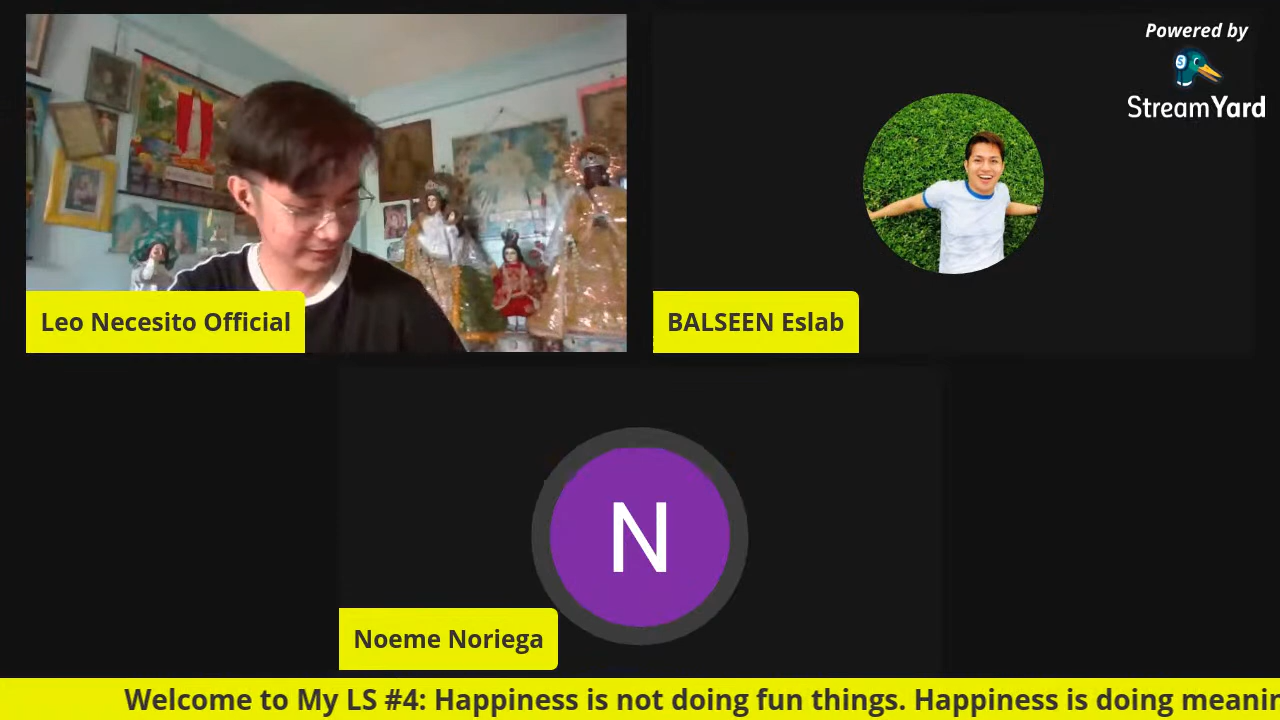 Powered by
StreamYard
Leo Necesito Official
BALSEEN Eslab
N
Noeme Noriega
Welcome to My LS #4: Happiness is not doing fun things. Happiness is doing meanin